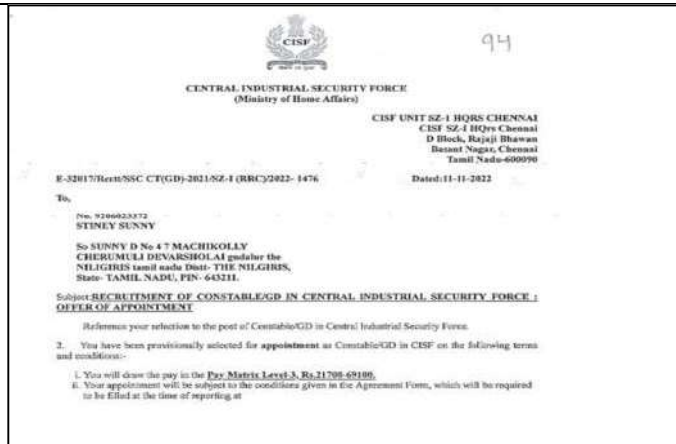 CISF
94
CENTRAL INDUSTRIAL SECURITY FORCE
(Ministry of Home Affairs)
CISF UNIT SZ-1 HQRS CHENNAI
CISF SZ-I HQrs Chennai
D Block, Rajaji Bhawan
Basant Nagar, Chennai
Tamil Nadu-600090
E-32017/Rectt/SSC CT(GD)-2021/SZ-I (RRC)/2022- 1476 Dated:11-11-2022
To,
No. 9206023372
STINEY SUNNY
So SUNNY D No 4 7 MACHIKOLLY
CHERUMULI DEVARSHOLAI gudalur the
NILIGIRIS tamil nadu Distt- THE NILGIRIS,
State- TAMIL NADU, PIN- 643211.
Subject:RECRUITMENT OF CONSTABLE/GD IN CENTRAL INDUSTRIAL SECURITY FORCE :
OFFER OF APPOINTMENT
Reference your selection to the post of Constable/GD in Central Industrial Security Force.
2. You have been provisionally selected for appointment as Constable/GD in CISF on the following terms
and conditions:-
i. You will draw the pay in the Pay Matrix Level-3, Rs.21700-69100.
ii. Your appointment will be subject to the conditions given in the Agreement Form, which will be required
to be filled at the time of reporting at